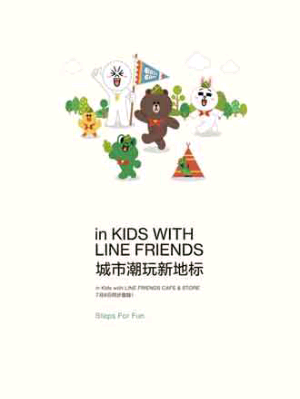 in KIDS WITH
LINE FRIENDS
城市潮玩新地标
in Kids with LINE FRIENDS CAFE & STORE
Steps For Fun